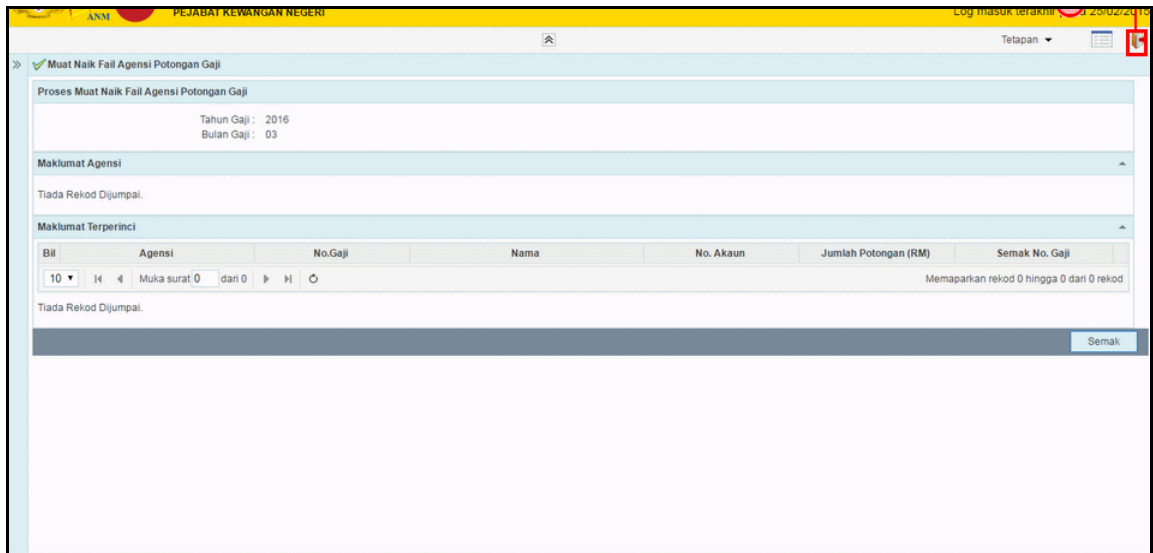 ANM PEJABAT KEWANGAN NEGERI Log masuk terakhir 25/02/2015
Tetapan
Muat Naik Fail Agensi Potongan Gaji
Proses Muat Naik Fail Agensi Potongan Gaji
Tahun Gaji : 2016
Bulan Gaji : 03
Maklumat Agensi
Tiada Rekod Dijumpai.
Maklumat Terperinci
Bil Agensi No.Gaji Nama No. Akaun Jumlah Potongan (RM) Semak No. Gaji
10 Muka surat 0 dari 0 Memaparkan rekod 0 hingga 0 dari 0 rekod
Tiada Rekod Dijumpai.
Semak